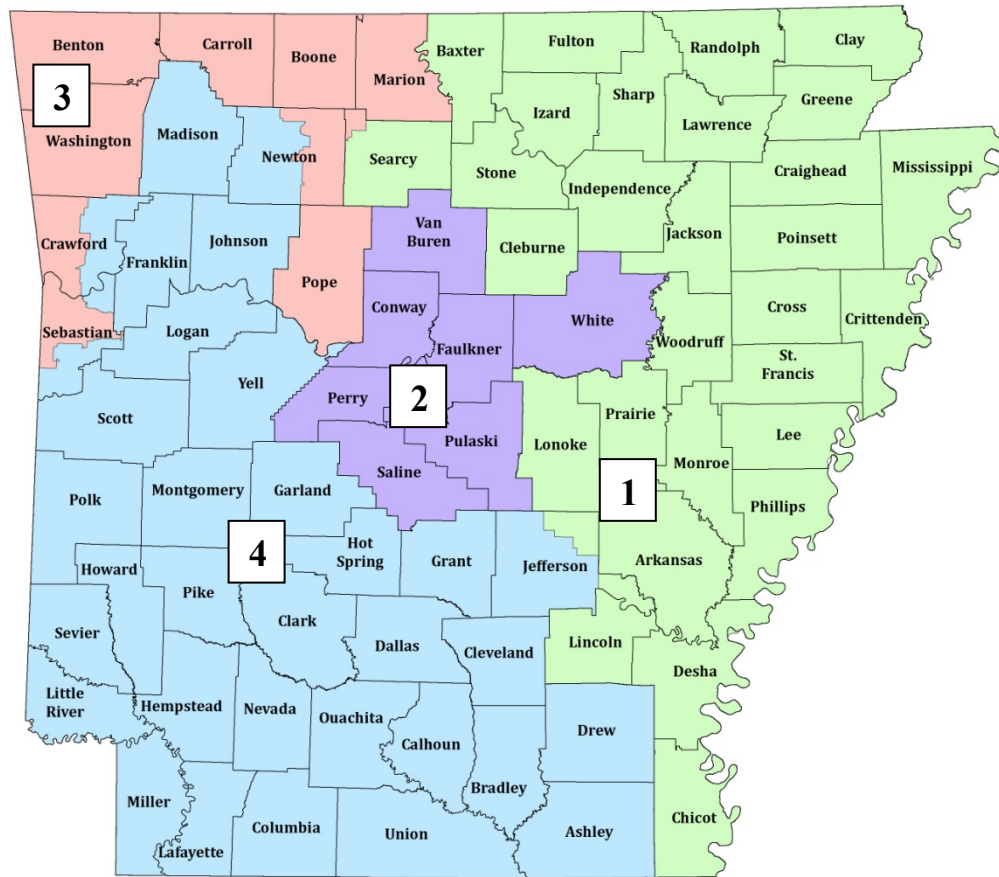 Benton
Carroll
Boone
Marion
Baxter
Fulton
Randolph
Clay
3
Sharp
Izard
Greene
Washington
Madison
Newton
Searcy
Stone
Lawrence
Independence
Craighead
Mississippi
Crawford
Franklin
Johnson
Pope
Van
Buren
Cleburne
Jackson
Poinsett
Sebastian
Logan
Conway
Faulkner
White
Woodruff
Cross
Crittenden
St.
Francis
Scott
Yell
Perry
2
Pulaski
Lonoke
Prairie
Monroe
Lee
Polk
Montgomery
Garland
Saline
1
Phillips
Howard
4
Hot
Spring
Grant
Jefferson
Arkansas
Pike
Sevier
Clark
Dallas
Cleveland
Lincoln
Desha
Little
River
Hempstead
Nevada
Ouachita
Calhoun
Bradley
Drew
Miller
Lafayette
Columbia
Union
Ashley
Chicot